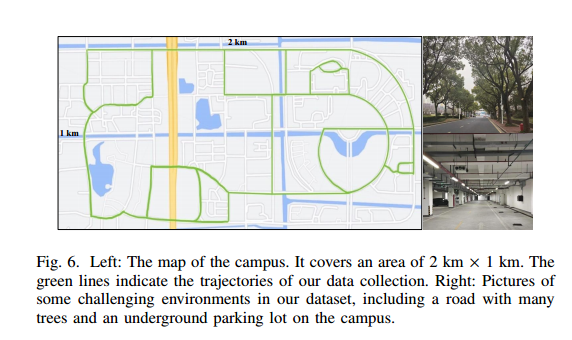 2 km
1 km
Fig. 6. Left: The map of the campus. It covers an area of 2 km × 1 km. The
green lines indicate the trajectories of our data collection. Right: Pictures of
some challenging environments in our dataset, including a road with many
trees and an underground parking lot on the campus.